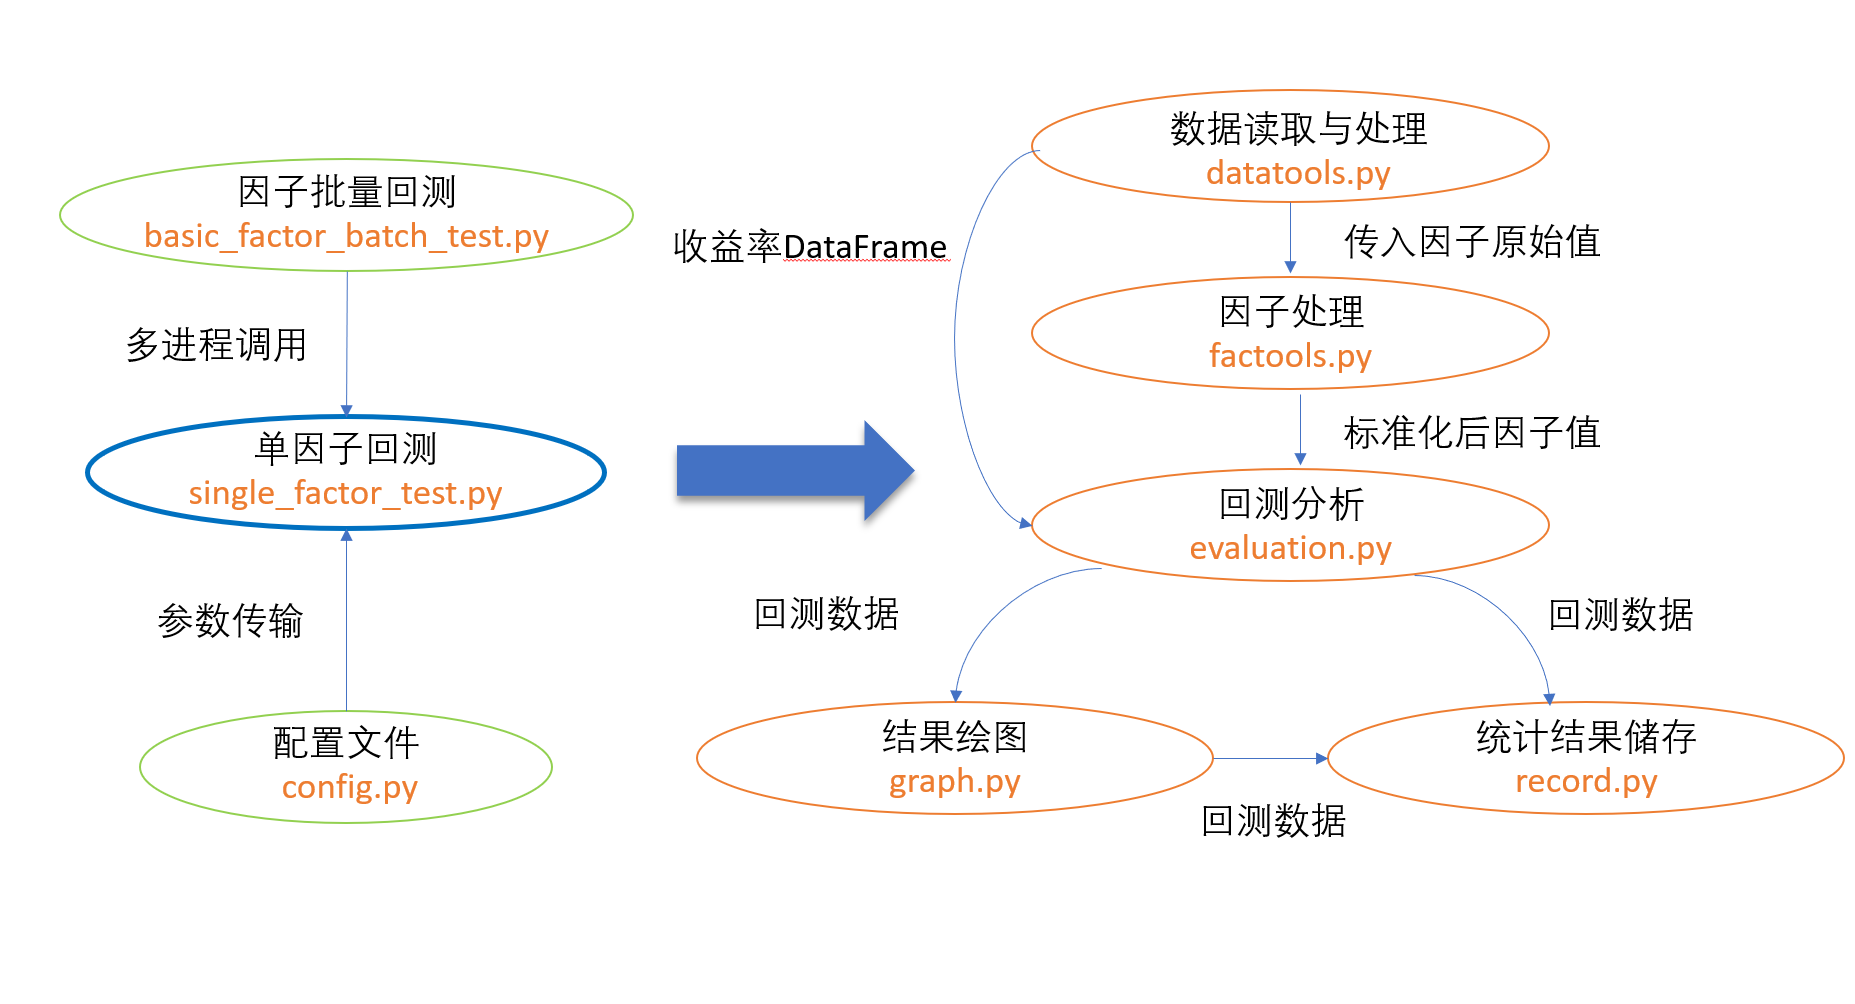 因子批量回测
basic_factor_batch_test.py
多进程调用
单因子回测
single_factor_test.py
参数传输
配置文件
config.py
数据读取与处理
datatools.py
收益率DataFrame
传入因子原始值
因子处理
factools.py
标准化后因子值
回测分析
evaluation.py
回测数据
回测数据
结果绘图
graph.py
统计结果储存
record.py
回测数据